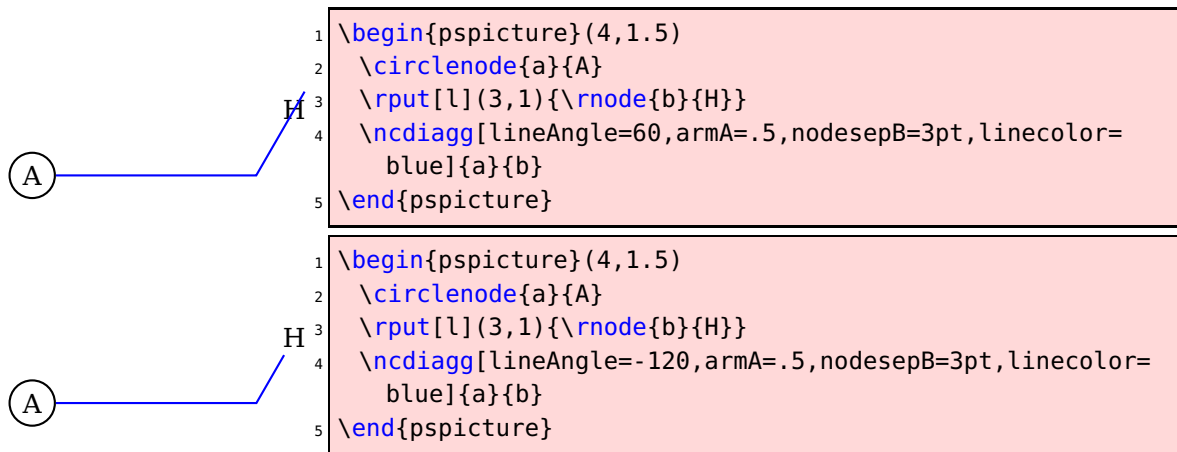 1 \begin{pspicture}(4,1.5)
2 \circlenode{a}{A}
H 3 \rput[l](3,1){\rnode{b}{H}}
4 \ncdiagg[lineAngle=60,armA=.5,nodesepB=3pt,linecolor=
blue]{a}{b}
A
5 \end{pspicture}
1 \begin{pspicture}(4,1.5)
2 \circlenode{a}{A}
H 3 \rput[l](3,1){\rnode{b}{H}}
4 \ncdiagg[lineAngle=-120,armA=.5,nodesepB=3pt,linecolor=
blue]{a}{b}
A
5 \end{pspicture}